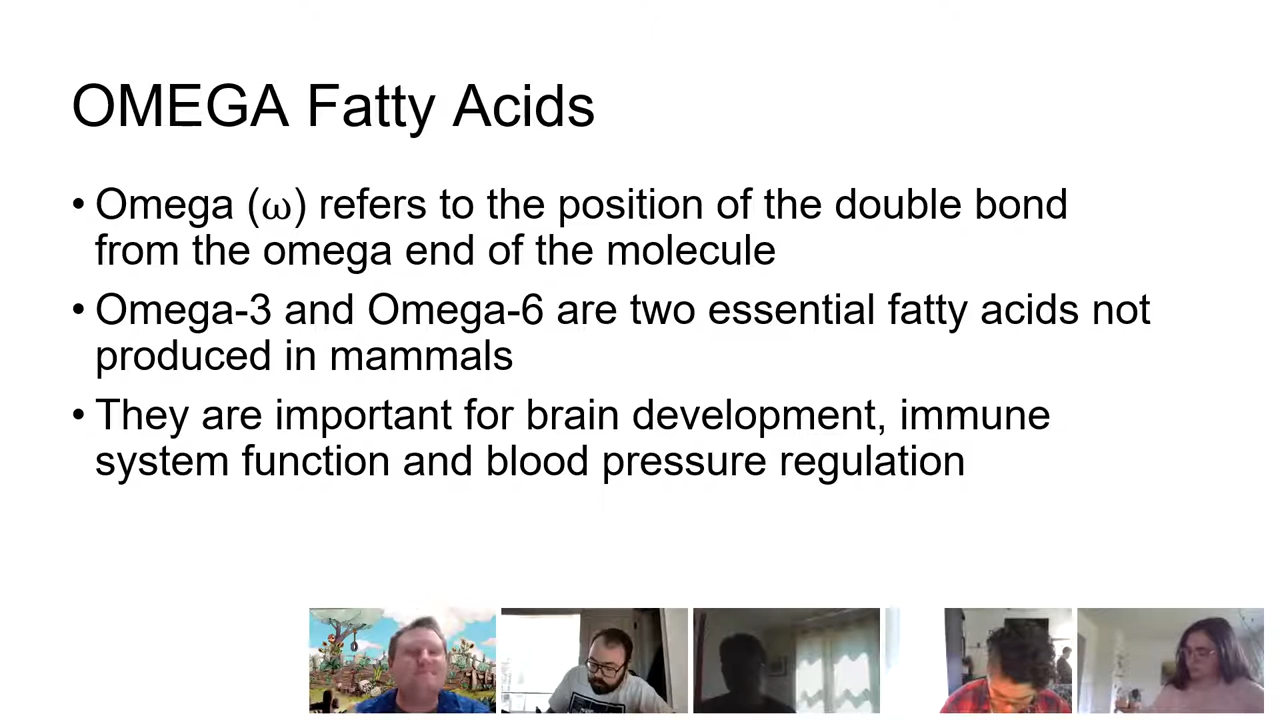 OMEGA Fatty Acids
• Omega (ω) refers to the position of the double bond
from the omega end of the molecule
• Omega-3 and Omega-6 are two essential fatty acids not
produced in mammals
• They are important for brain development, immune
system function and blood pressure regulation